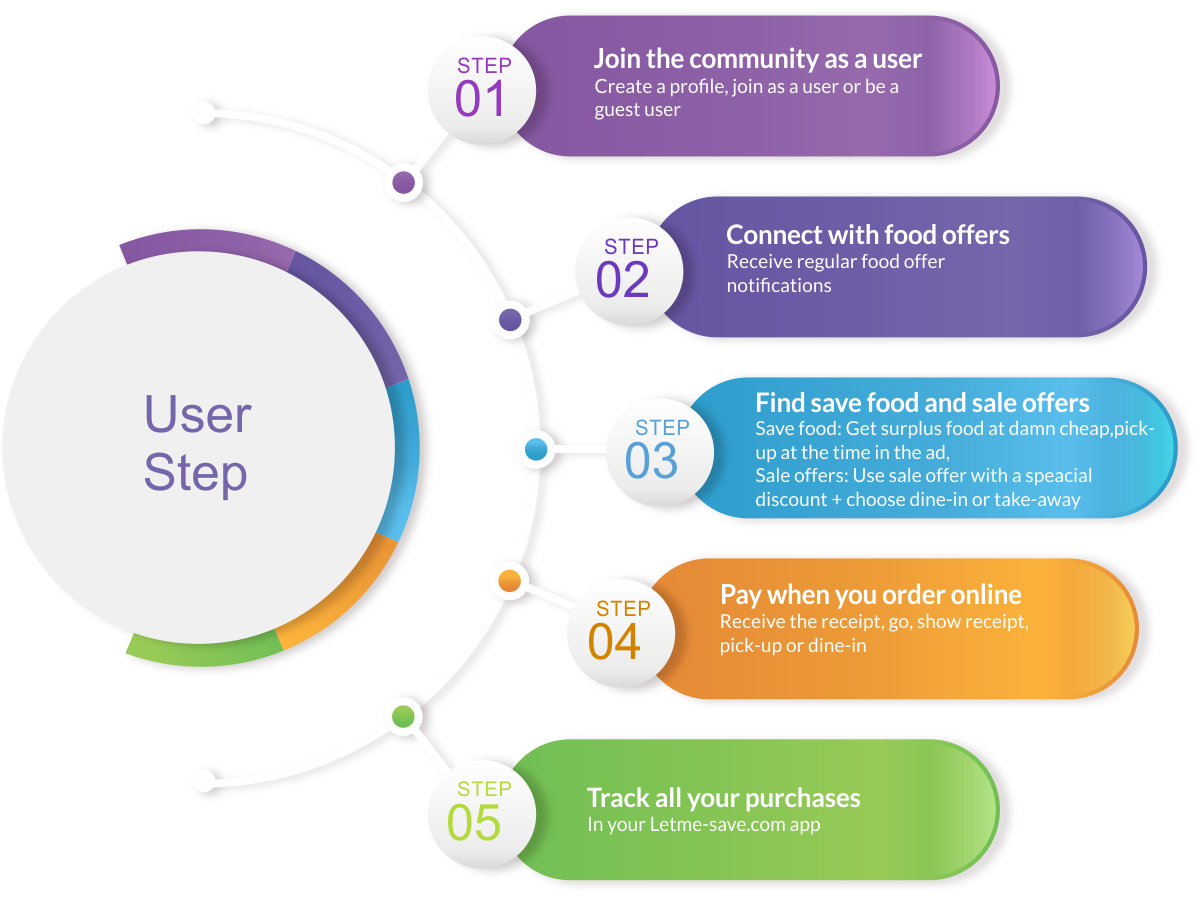 User
Step
STEP
01
Join the community as a user
Create a profile, join as a user or be a
guest user
STEP
02
Connect with food offers
Receive regular food offer
notifications
STEP
03
Find save food and sale offers
Save food: Get surplus food at damn cheap,pick-
up at the time in the ad,
Sale offers: Use sale offer with a speacial
discount + choose dine-in or take-away
STEP
04
Pay when you order online
Receive the receipt, go, show receipt,
pick-up or dine-in
STEP
05
Track all your purchases
In your Letme-save.com app